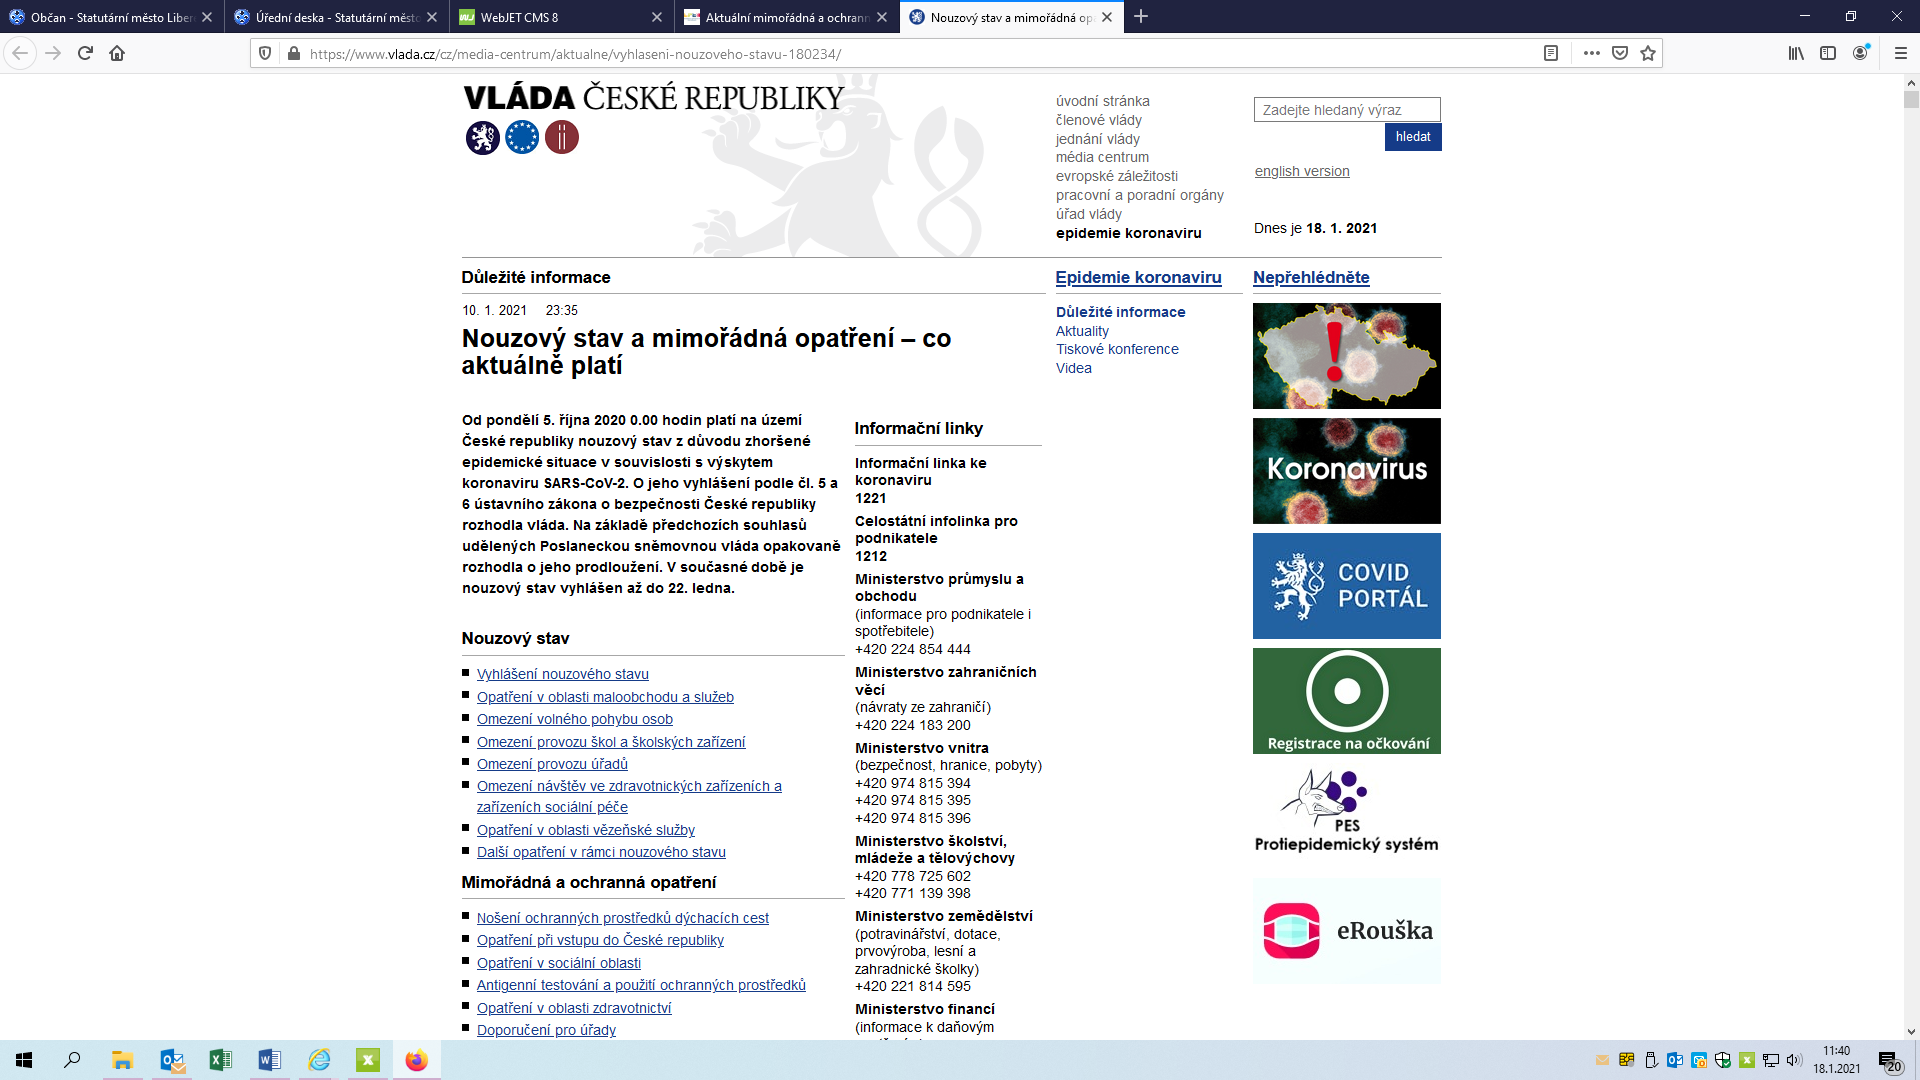 Občan - Statutární město Liber
Úřední deska - Statutární město
WebJET CMS 8
Aktuální mimořádná a ochrann
Nouzový stav a mimořádná op
https://www.vlada.cz/cz/media-centrum/aktualne/vyhlaseni-nouzoveho-stavu-180234/
VLÁDA ČESKÉ REPUBLIKY
úvodní stránka
členové vlády
jednání vlády
média centrum
evropské záležitosti
pracovní a poradní orgány
úřad vlády
epidemie koronaviru
Zadejte hledaný výraz
hledat
english version
Dnes je 18. 1. 2021
Důležité informace
10. 1. 2021 23:35
Nouzový stav a mimořádná opatření – co
aktuálně platí
Od pondělí 5. října 2020 0.00 hodin platí na území
České republiky nouzový stav z důvodu zhoršené
epidemické situace v souvislosti s výskytem
koronaviru SARS-CoV-2. O jeho vyhlášení podle čl. 5 a
6 ústavního zákona o bezpečnosti České republiky
rozhodla vláda. Na základě předchozích souhlasů
udělených Poslaneckou sněmovnou vláda opakovaně
rozhodla o jeho prodloužení. V současné době je
nouzový stav vyhlášen až do 22. ledna.
Nouzový stav
Vyhlášení nouzového stavu
Opatření v oblasti maloobchodu a služeb
Omezení volného pohybu osob
Omezení provozu škol a školských zařízení
Omezení provozu úřadů
Omezení návštěv ve zdravotnických zařízeních a
zařízeních sociální péče
Opatření v oblasti vězeňské služby
Další opatření v rámci nouzového stavu
Mimořádná a ochranná opatření
Nošení ochranných prostředků dýchacích cest
Opatření při vstupu do České republiky
Opatření v sociální oblasti
Antigenní testování a použití ochranných prostředků
Opatření v oblasti zdravotnictví
Doporučení pro úřady
Informační linky
Informační linka ke
koronaviru
1221
Celostátní infolinka pro
podnikatele
1212
Ministerstvo průmyslu a
obchodu
(informace pro podnikatele i
spotřebitele)
+420 224 854 444
Ministerstvo zahraničních
věcí
(návraty ze zahraničí)
+420 224 183 200
Ministerstvo vnitra
(bezpečnost, hranice, pobyty)
+420 974 815 394
+420 974 815 395
+420 974 815 396
Ministerstvo školství,
mládeže a tělovýchovy
+420 778 725 602
+420 771 139 398
Ministerstvo zemědělství
(potravinářství, dotace,
prvovýroba, lesní a
zahradnické školky)
+420 221 814 595
Ministerstvo financí
(informace k daňovým
Epidemie koronaviru
Důležité informace
Aktuality
Tiskové konference
Videa
Nepřehlédněte
Koronavirus
COVID
PORTÁL
Registrace na očkování
PES
Protiepidemický systém
eRouška
11:40
18.1.2021
20